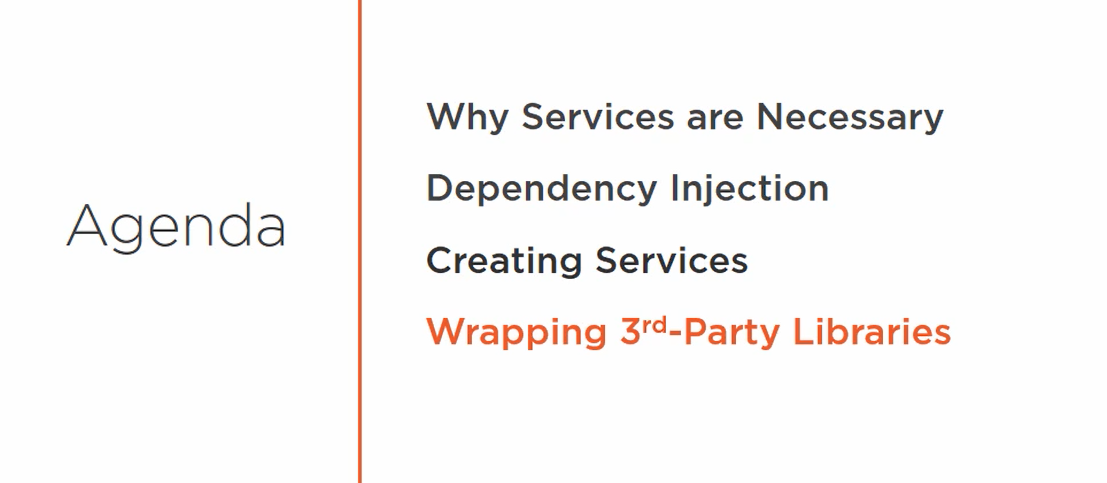 Agenda
Why Services are Necessary
Dependency Injection
Creating Services
Wrapping 3rd-Party Libraries